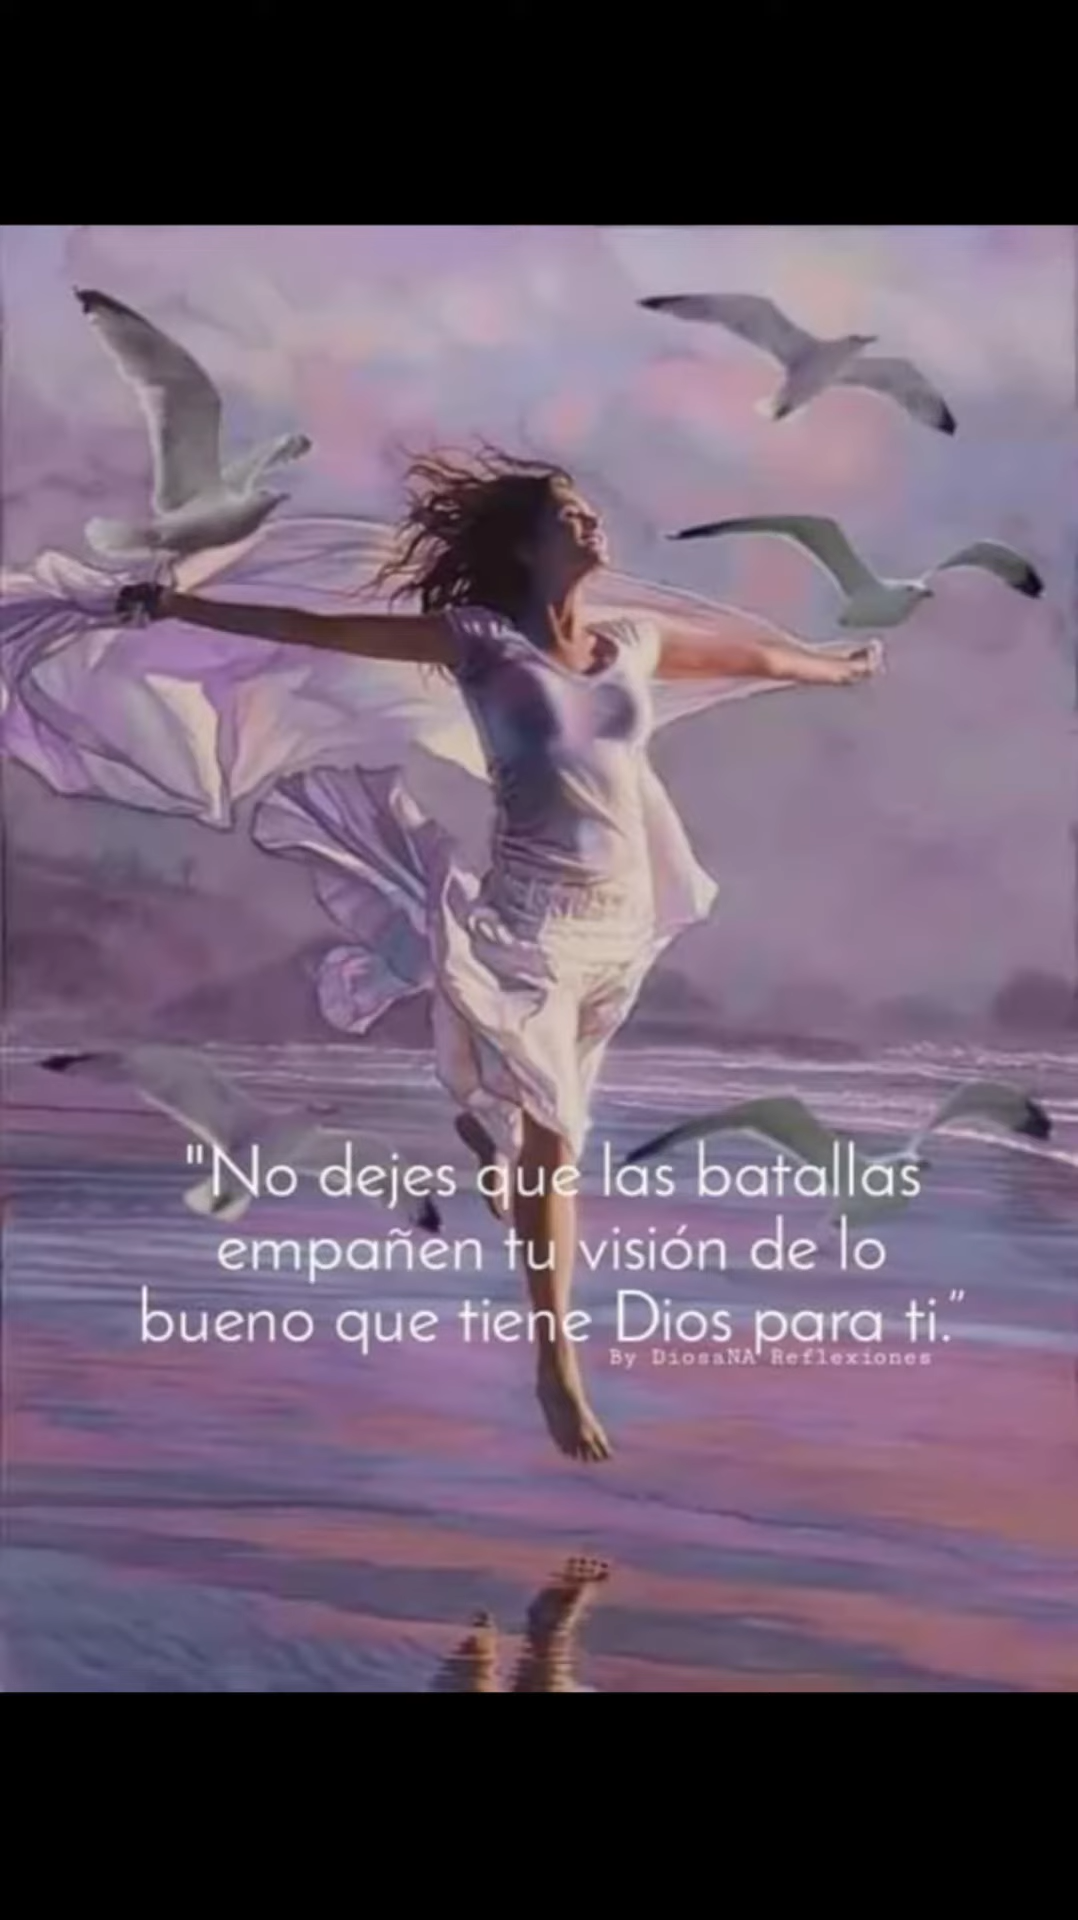 "No dejes que las batallas
empañen tu visión de lo
bueno que tiene Dios para ti.”
By DiosaNA Reflexiones